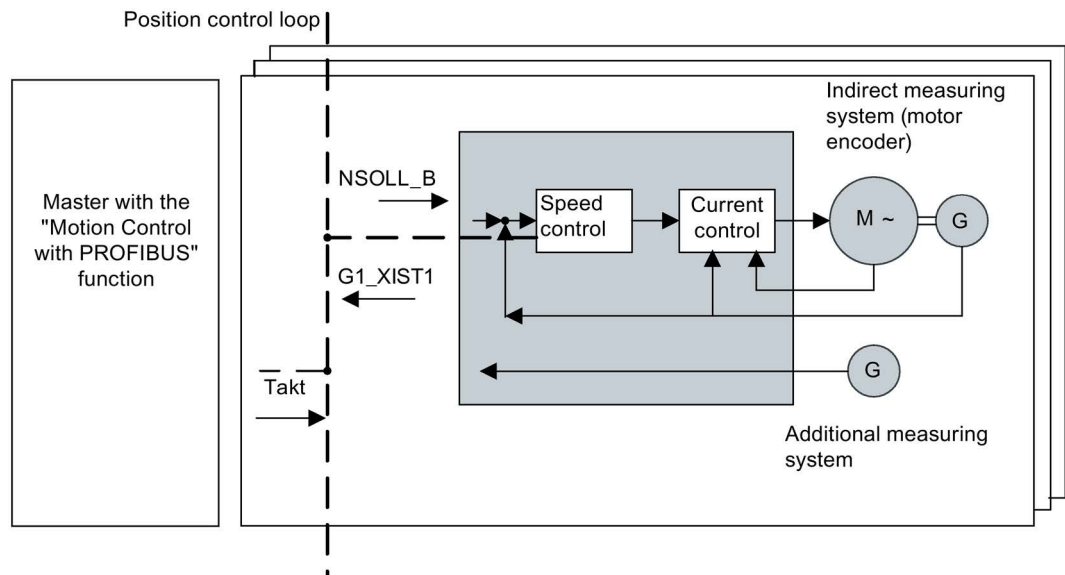 Position control loop
Master with the
"Motion Control
with PROFIBUS"
function
NSOLL_B
G1_XIST1
Takt
Speed
control
Current
control
Indirect measuring
system (motor
encoder)
M ~
G
G
Additional measuring
system